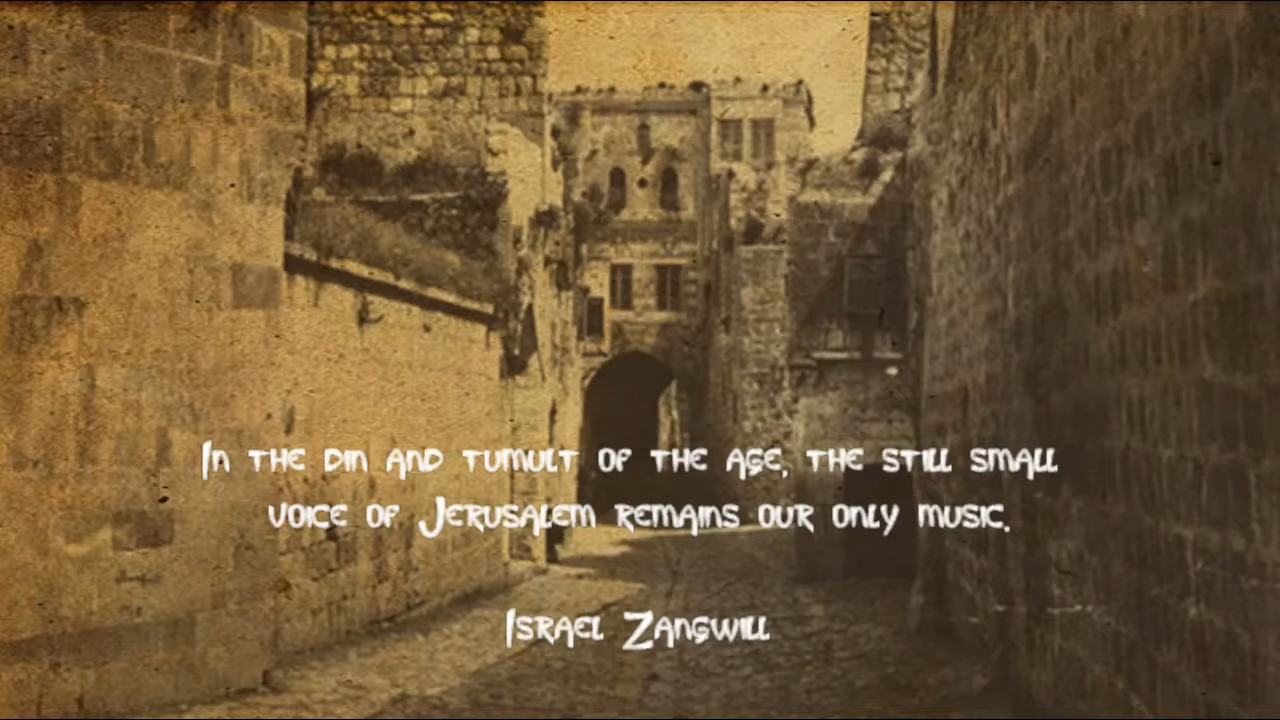 In the din and tumult of the age, the still small
voice of Jerusalem remains our only music.
Israel Zangwill